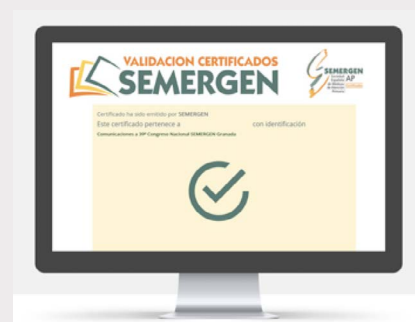 VALIDACION CERTIFICADOS
SEMERGEN
SEMERGEN
AP
Certificado ha sido emitido por SEMERGEN
Este certificado pertenece a con identificación
Comunicaciones a 39º Congreso Nacional SEMERGEN Granada